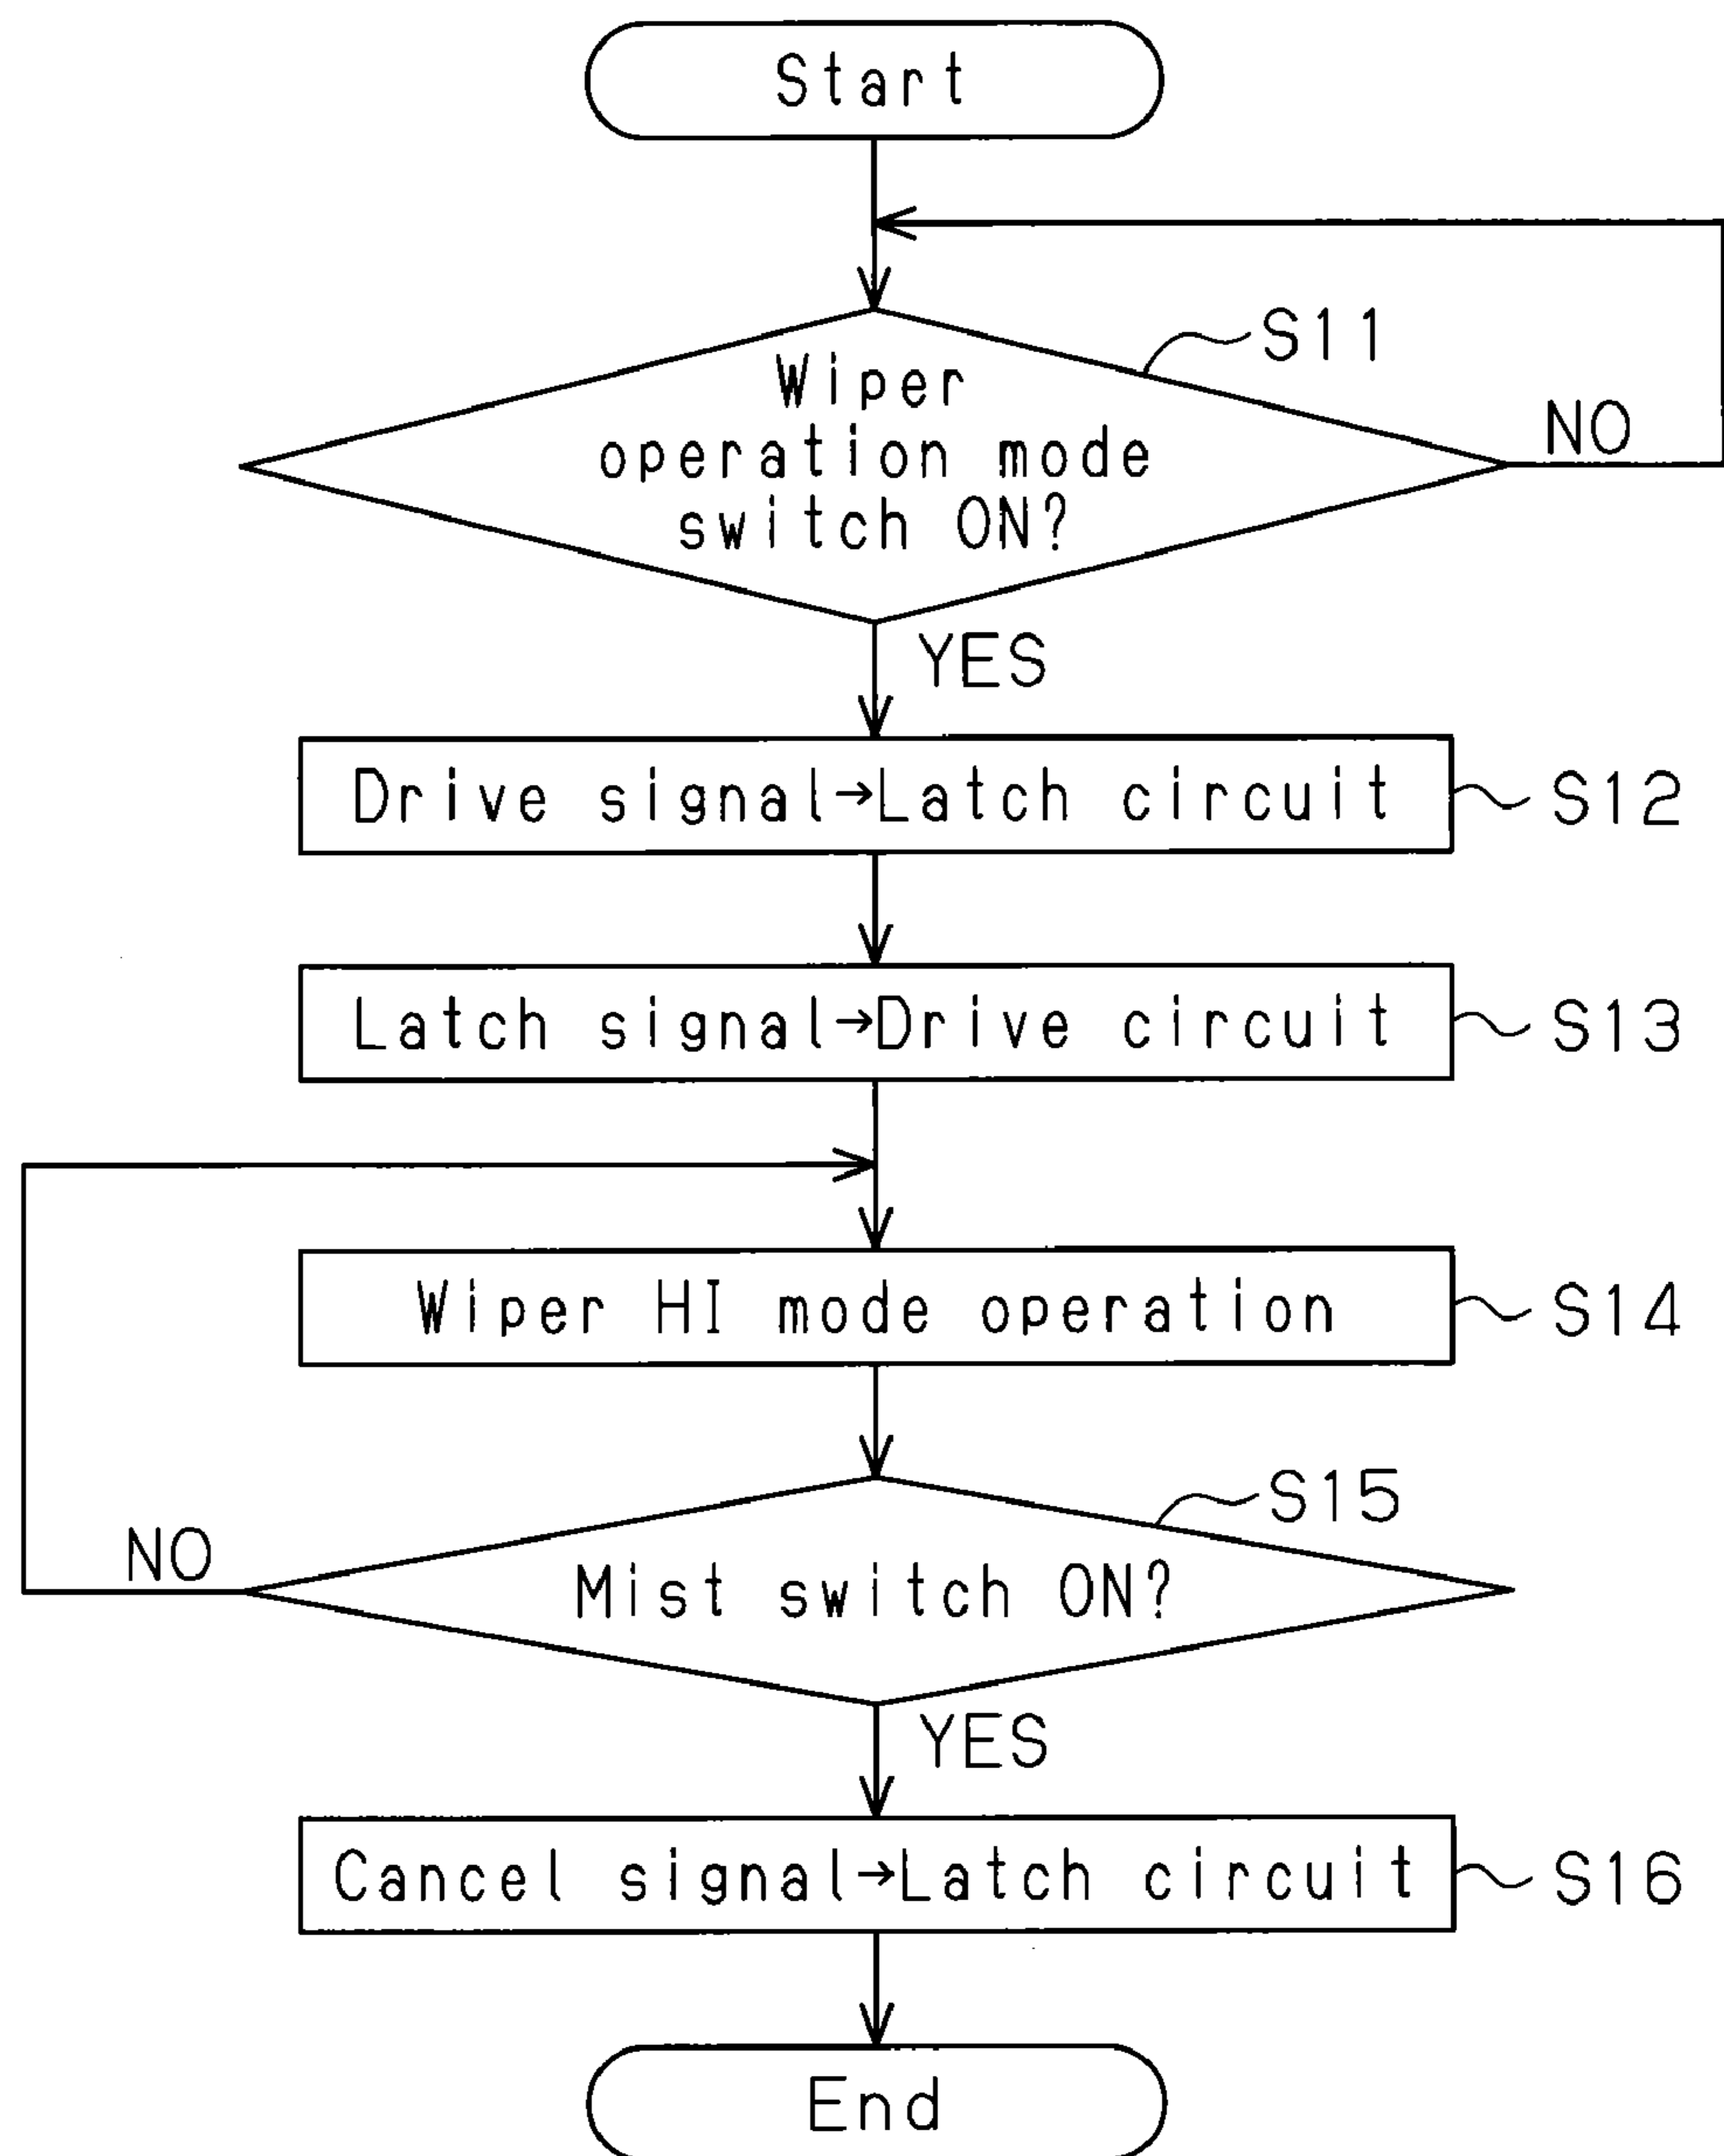 Start
S11
Wiper
operation mode
switch ON?
NO
YES
Drive signal→Latch circuit
S12
Latch signal→Drive circuit
S13
Wiper HI mode operation
S14
S15
NO
Mist switch ON?
YES
Cancel signal→Latch circuit
S16
End